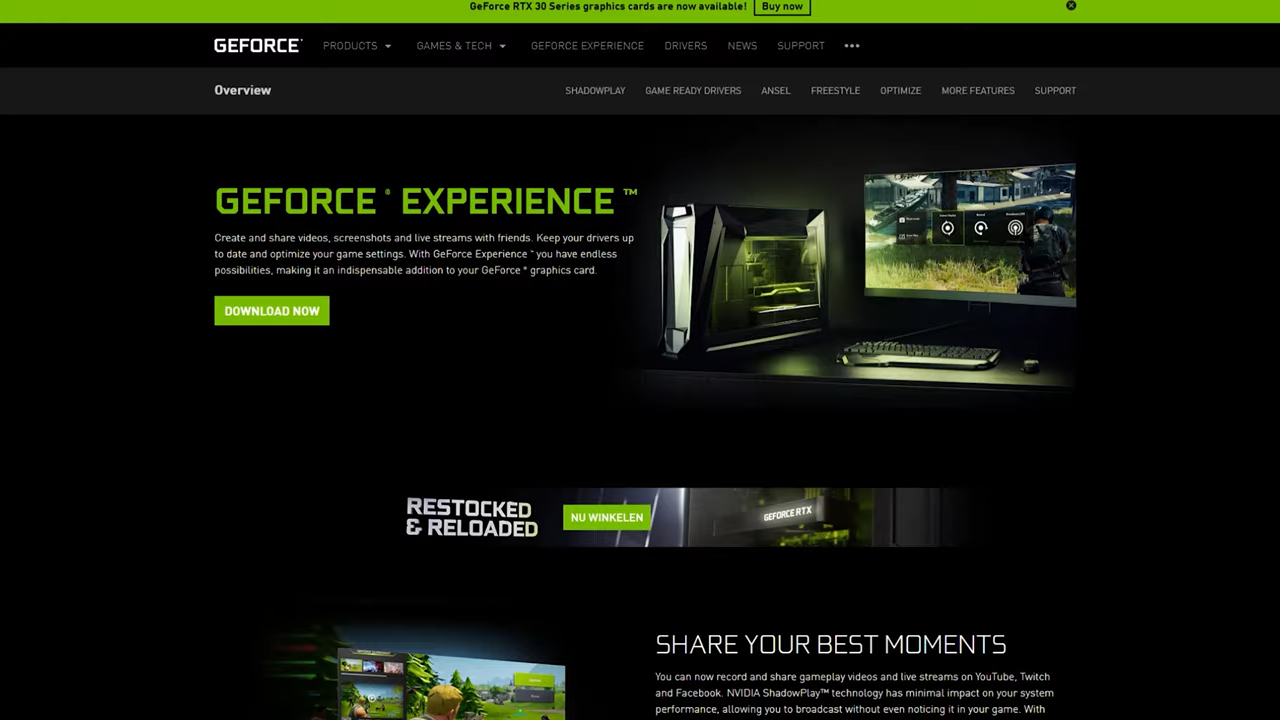 GeForce RTX 30 Series graphics cards are now available! Buy now
GEFORCE PRODUCTS GAMES & TECH GEFORCE EXPERIENCE DRIVERS NEWS SUPPORT
Overview SHADOWPLAY GAME READY DRIVERS ANSEL FREESTYLE OPTIMIZE MORE FEATURES SUPPORT
GEFORCE ® EXPERIENCE ™
Create and share videos, screenshots and live streams with friends. Keep your drivers up
to date and optimize your game settings. With GeForce Experience ™ you have endless
possibilities, making it an indispensable addition to your GeForce ® graphics card.
DOWNLOAD NOW
RESTOCKED
& RELOADED
NU WINKELEN
GEFORCE RTX
SHARE YOUR BEST MOMENTS
You can now record and share gameplay videos and live streams on YouTube, Twitch
and Facebook. NVIDIA ShadowPlay™ technology has minimal impact on your system
performance, allowing you to broadcast without even noticing it in your game. With